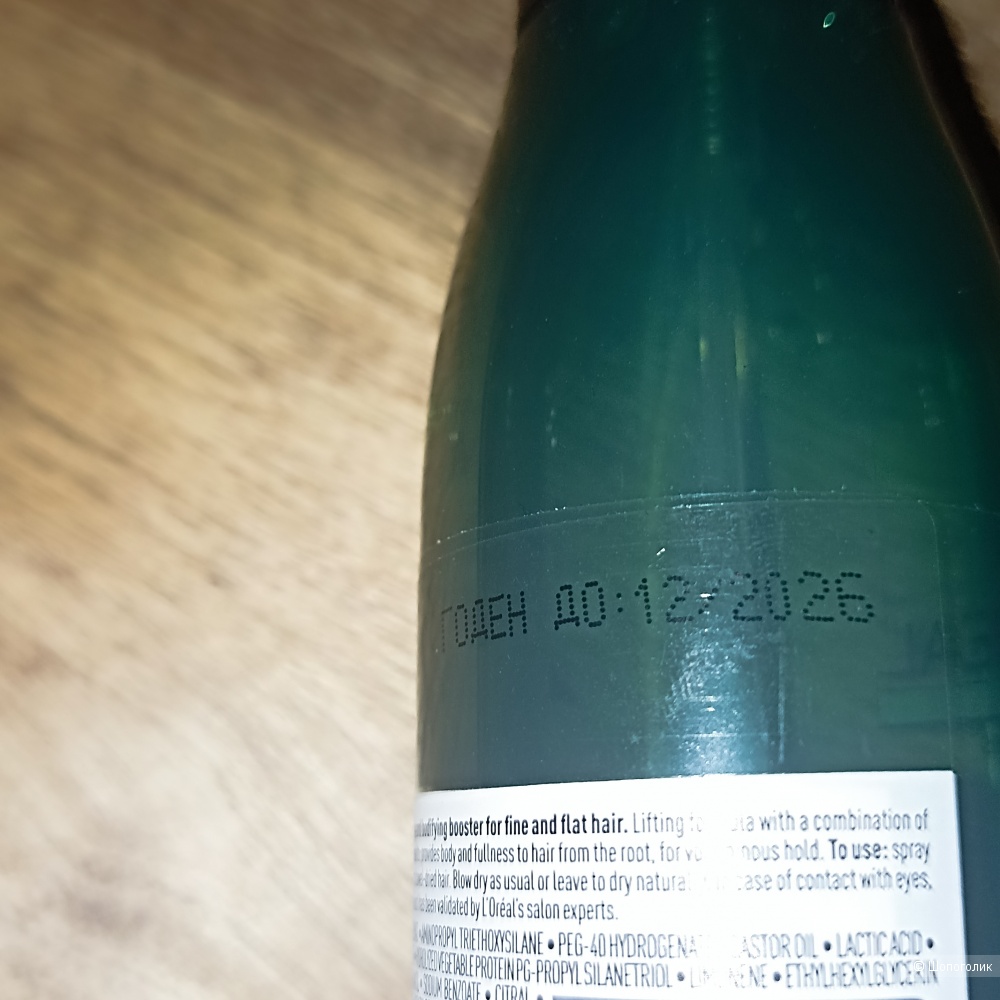 ГОДЕН ДО:12/2026
booster for fine and flat hair. Lifting with a combination of
provides body and fullness to hair from the root, for hold. To use: spray
hair. Blow dry as usual or leave to dry case of contact with eyes,
has been validated by L'Oréal's salon experts.
•AMINOPROPYL TRIETHOXYSILANE • PEG-40 • LACTIC ACID •
VEGETABLE PROTEIN PG-PROPYL SILANETRIOL • • ETHYLHEXYLGLYCERIN
• SODIUM BENZOATE • CITRAL •
© Шопоголик